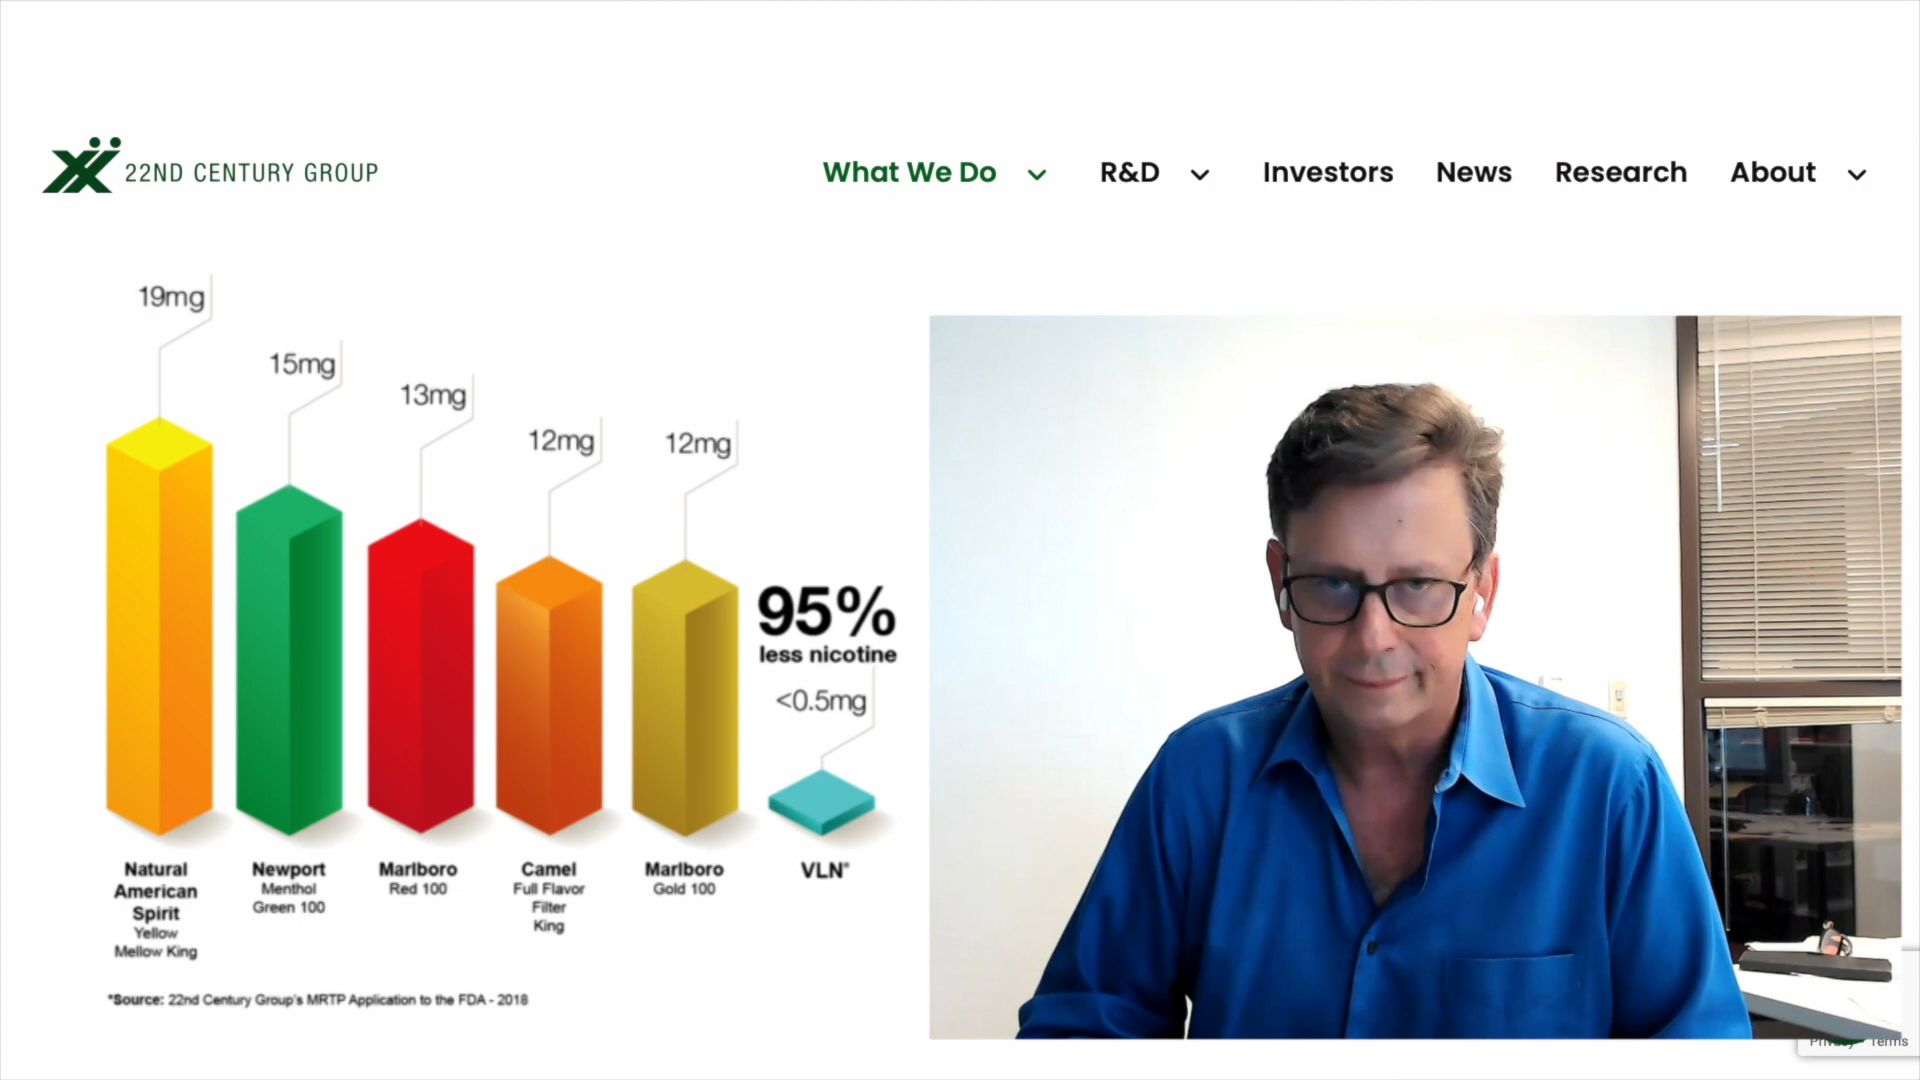 22ND CENTURY GROUP
What We Do
R&D
Investors
News
Research
About
19mg
15mg
13mg
12mg
12mg
95%
less nicotine
<0.5mg
Natural
American
Spirit
Yellow
Mellow King
Newport
Menthol
Green 100
Marlboro
Red 100
Camel
Full Flavor
Filter
King
Marlboro
Gold 100
VLN®
*Source: 22nd Century Group's MRTP Application to the FDA - 2018
Privacy - Terms